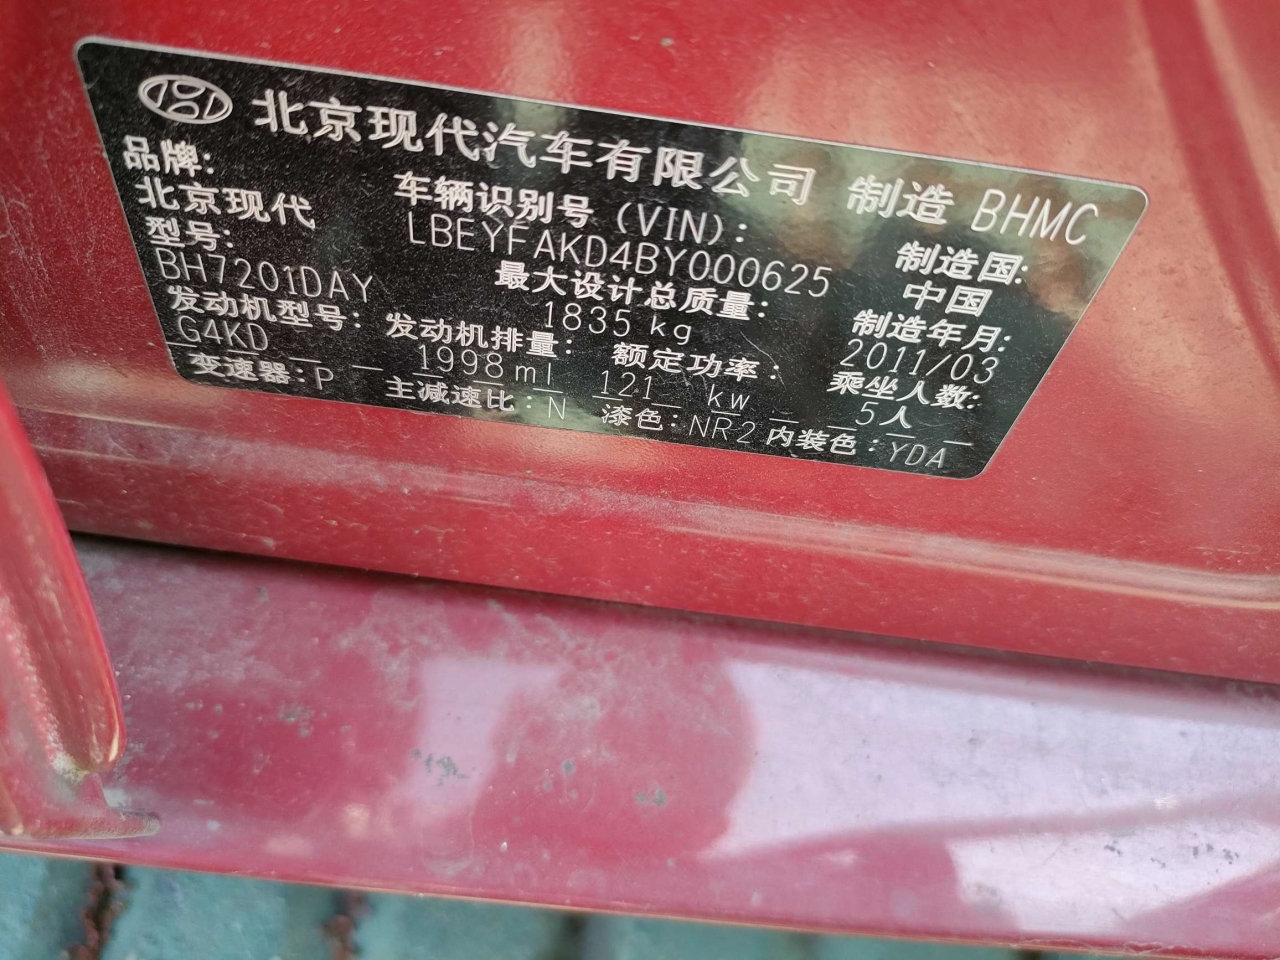 北京现代汽车有限公司 制造 BHMC
品牌: 车辆识别号 (VIN): 制造国:
北京现代 LBEYFAKD4BY000625 中国
型号: 最大设计总质量: 制造年月:
BH7201DAY 1835 kg 2011/03
发动机型号: 发动机排量: 额定功率: 乘坐人数:
G4KD 1998 ml 121 kw 5人
变速器: P 主减速比: N 漆色: NR2 内装色: YDA